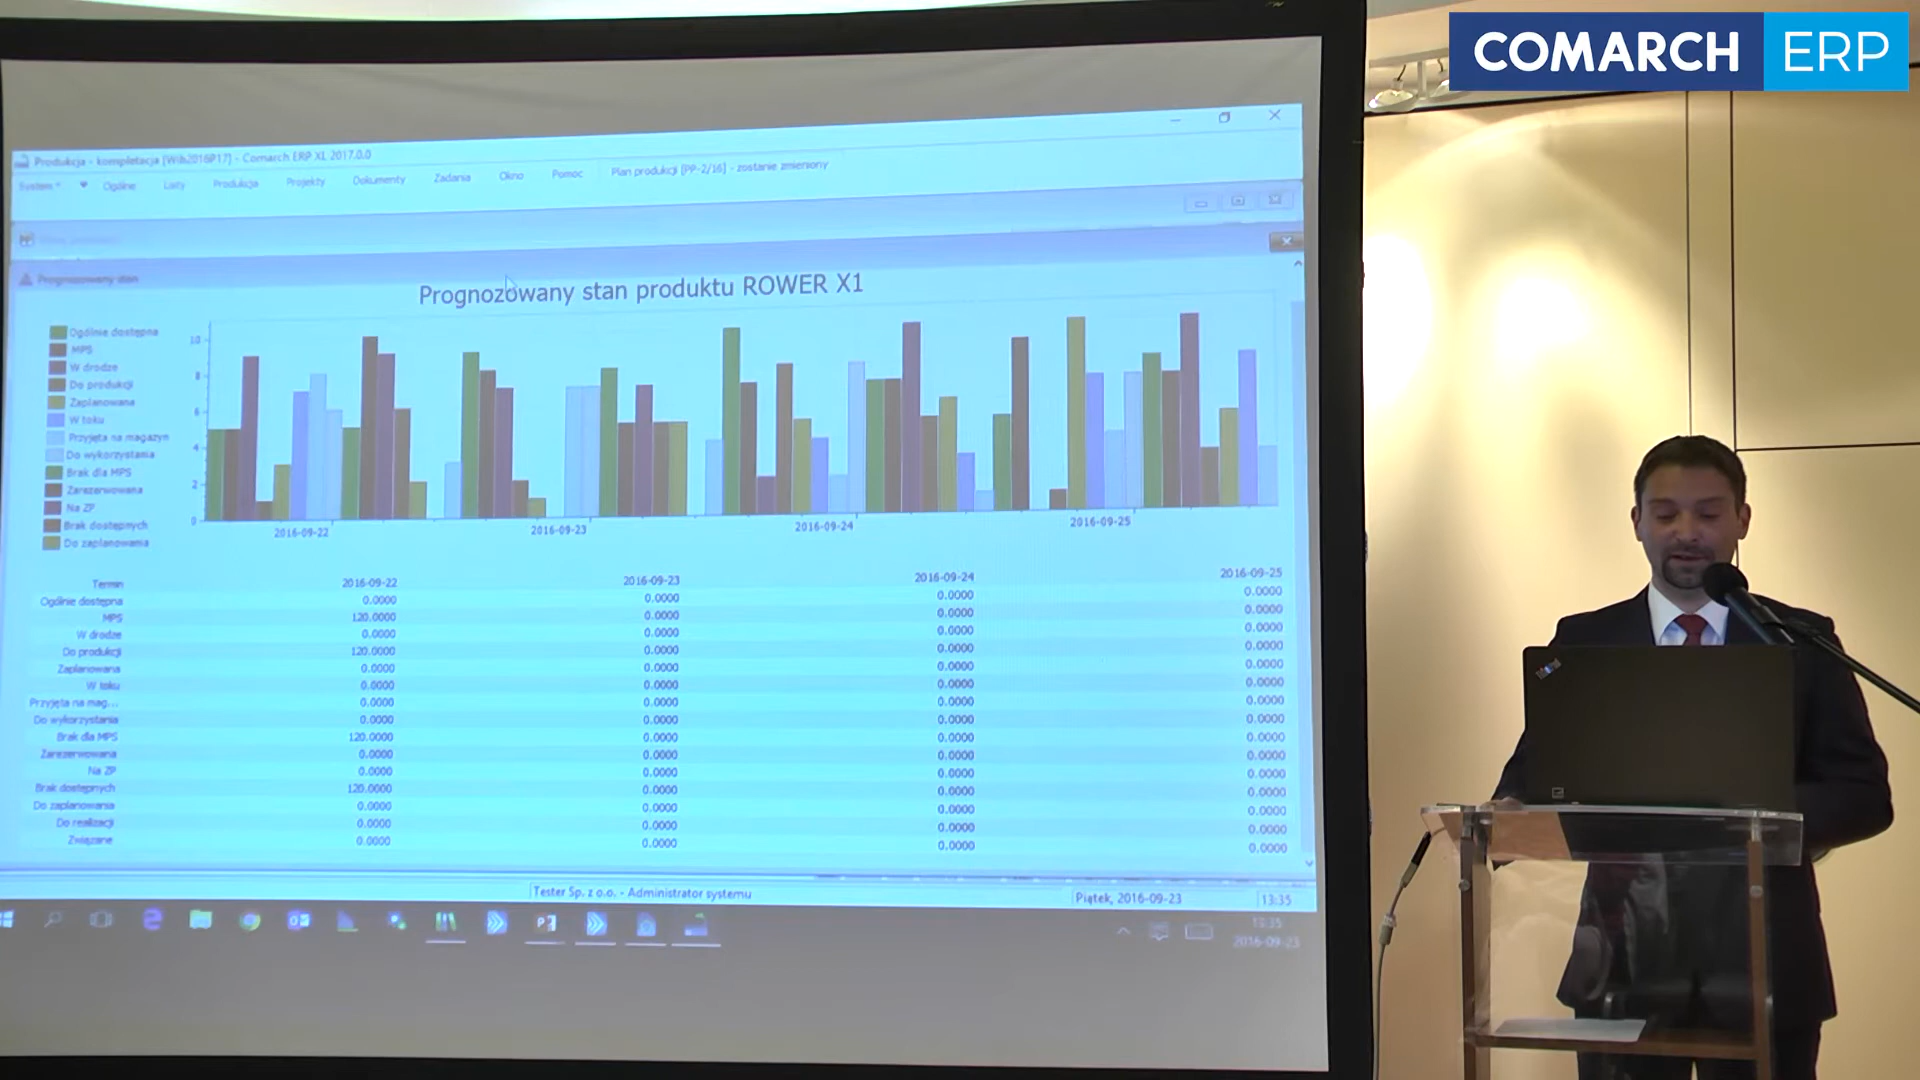 COMARCH ERP
Produkcja - kompletacja [Wds2016P17] - Comarch ERP XL 2017.0.0
System Ogólne Listy Produkcja Projekty Dokumenty Zadania Okno Pomoc Plan produkcji [PP-2/16] - zostanie zmieniony
Prognozowany stan
Prognozowany stan produktu ROWER X1
Ogólnie dostępna
MPS
W drodze
Do produkcji
Zaplanowana
W toku
Przyjęta na magazyn
Do wykorzystania
Brak dla MPS
Zarezerwowana
Na ZP
Brak dostępnych
Do zaplanowania
10
8
6
4
2
0
2016-09-22 2016-09-23 2016-09-24 2016-09-25
Termin 2016-09-22 2016-09-23 2016-09-24 2016-09-25
Ogólnie dostępna 0.0000 0.0000 0.0000 0.0000
MPS 120.0000 0.0000 0.0000 0.0000
W drodze 0.0000 0.0000 0.0000 0.0000
Do produkcji 120.0000 0.0000 0.0000 0.0000
Zaplanowana 0.0000 0.0000 0.0000 0.0000
W toku 0.0000 0.0000 0.0000 0.0000
Przyjęta na mag... 0.0000 0.0000 0.0000 0.0000
Do wykorzystania 0.0000 0.0000 0.0000 0.0000
Brak dla MPS 120.0000 0.0000 0.0000 0.0000
Zarezerwowana 0.0000 0.0000 0.0000 0.0000
Na ZP 0.0000 0.0000 0.0000 0.0000
Brak dostępnych 120.0000 0.0000 0.0000 0.0000
Do zaplanowania 0.0000 0.0000 0.0000 0.0000
Do realizacji 0.0000 0.0000 0.0000 0.0000
Związane 0.0000 0.0000 0.0000 0.0000
Tester Sp. z o.o. - Administrator systemu Piątek, 2016-09-23 13:35
13:35
2016-09-23